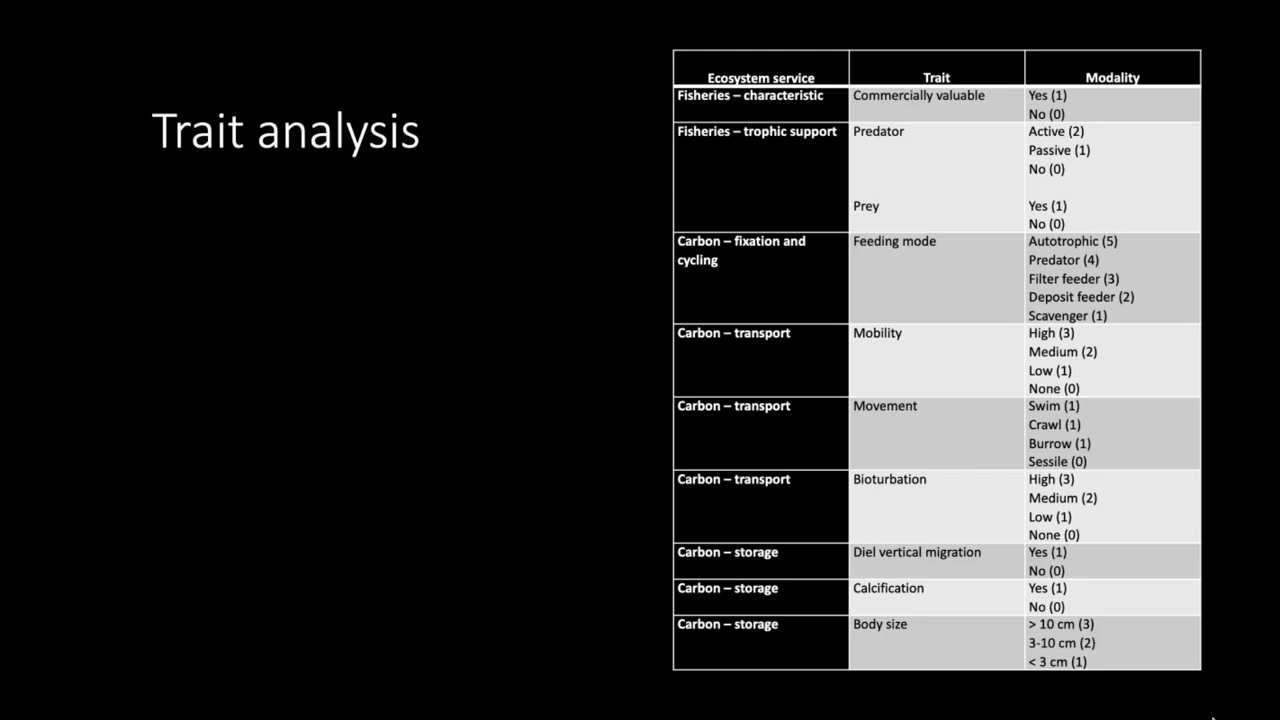 Trait analysis
Ecosystem service Trait Modality
Fisheries – characteristic Commercially valuable Yes (1)
No (0)
Fisheries – trophic support Predator Active (2)
Passive (1)
No (0)
Prey Yes (1)
No (0)
Carbon – fixation and Feeding mode Autotrophic (5)
cycling Predator (4)
Filter feeder (3)
Deposit feeder (2)
Scavenger (1)
Carbon – transport Mobility High (3)
Medium (2)
Low (1)
None (0)
Carbon – transport Movement Swim (1)
Crawl (1)
Burrow (1)
Sessile (0)
Carbon – transport Bioturbation High (3)
Medium (2)
Low (1)
None (0)
Carbon – storage Diel vertical migration Yes (1)
No (0)
Carbon – storage Calcification Yes (1)
No (0)
Carbon – storage Body size > 10 cm (3)
3-10 cm (2)
< 3 cm (1)